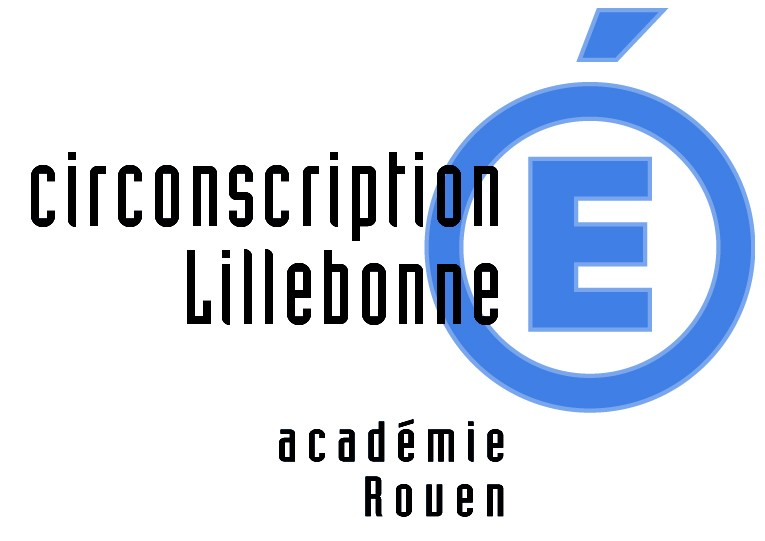 circonscription
Lillebonne
É
académie
Rouen